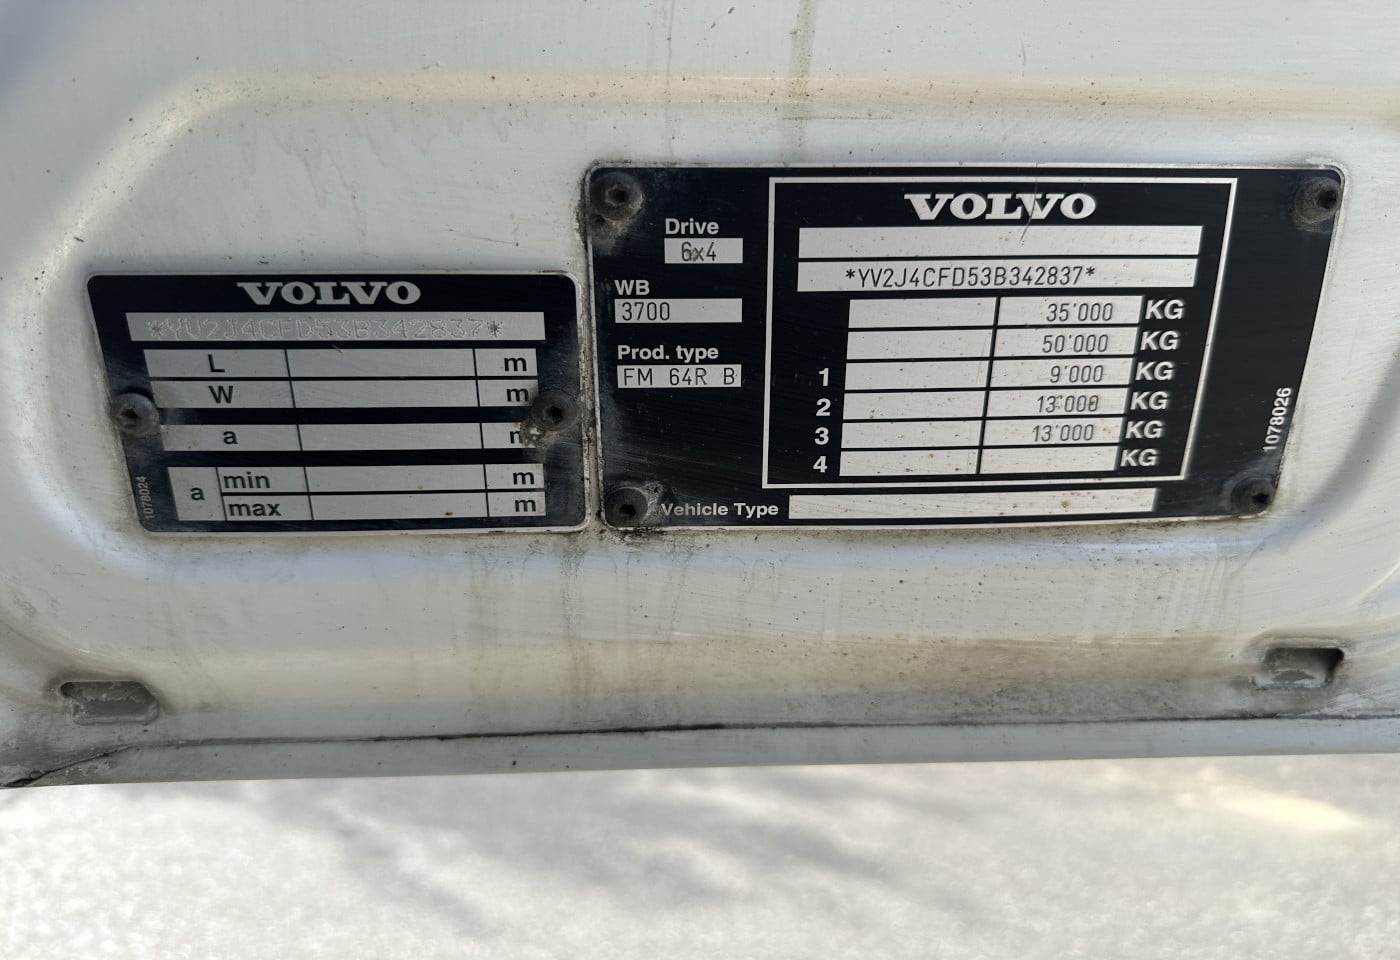 VOLVO
*YV2J4CFD53B342837*
L m
W m
a m
a min m
max m
1078024
Drive
6x4
WB
3700
Prod. type
FM 64R B
VOLVO
*YV2J4CFD53B342837*
35'000 KG
50'000 KG
1 9'000 KG
2 13'000 KG
3 13'000 KG
4 KG
Vehicle Type
1078026